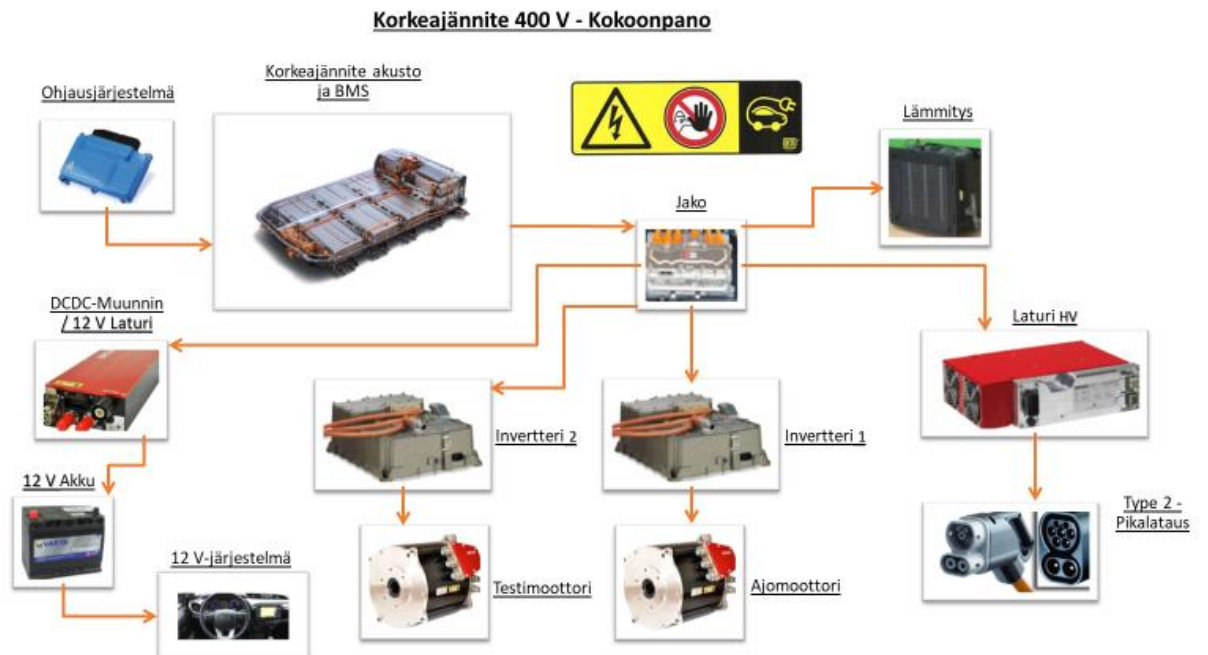 Korkeajännite 400 V - Kokoonpano
Korkeajännite akusto
ja BMS
Ohjausjärjestelmä
Lämmitys
Jako
DCDC-Muunnin
/ 12 V Laturi
Laturi HV
Invertteri 2
Invertteri 1
12 V Akku
VARTA
Type 2 -
Pikalataus
12 V-järjestelmä
Testimoottori
Ajomoottori